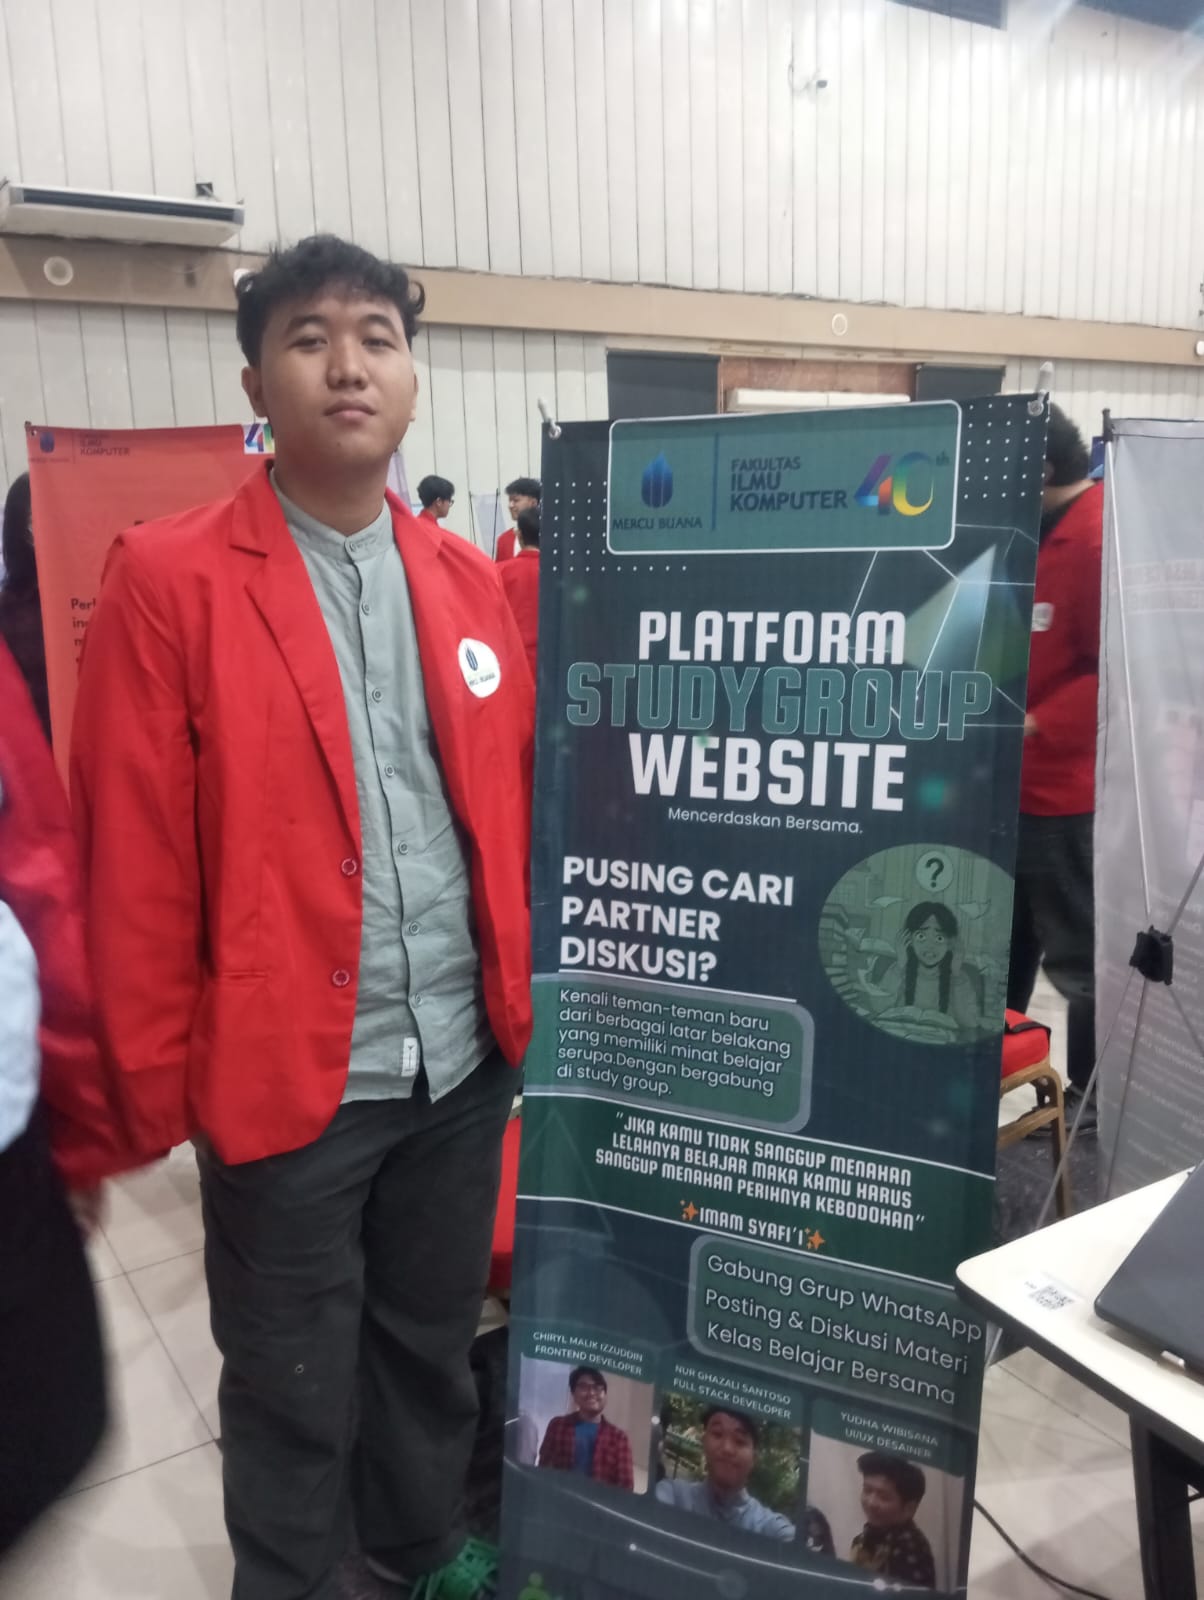 MERCU BUANA
ILMU
KOMPUTER
MERCU BUANA
FAKULTAS
ILMU
KOMPUTER
40th
PLATFORM
STUDYGROUP
WEBSITE
Mencerdaskan Bersama.
PUSING CARI
PARTNER
DISKUSI?
?
Kenali teman-teman baru
dari berbagai latar belakang
yang memiliki minat belajar
serupa.Dengan bergabung
di study group.
"JIKA KAMU TIDAK SANGGUP MENAHAN
LELAHNYA BELAJAR MAKA KAMU HARUS
SANGGUP MENAHAN PERIHNYA KEBODOHAN"
✨IMAM SYAFI'I✨
Gabung Grup WhatsApp
Posting & Diskusi Materi
Kelas Belajar Bersama
CHIRYL MALIK IZZUDDIN
FRONTEND DEVELOPER
NUR GHAZALI SANTOSO
FULL STACK DEVELOPER
YUDHA WIBISANA
UI/UX DESAINER